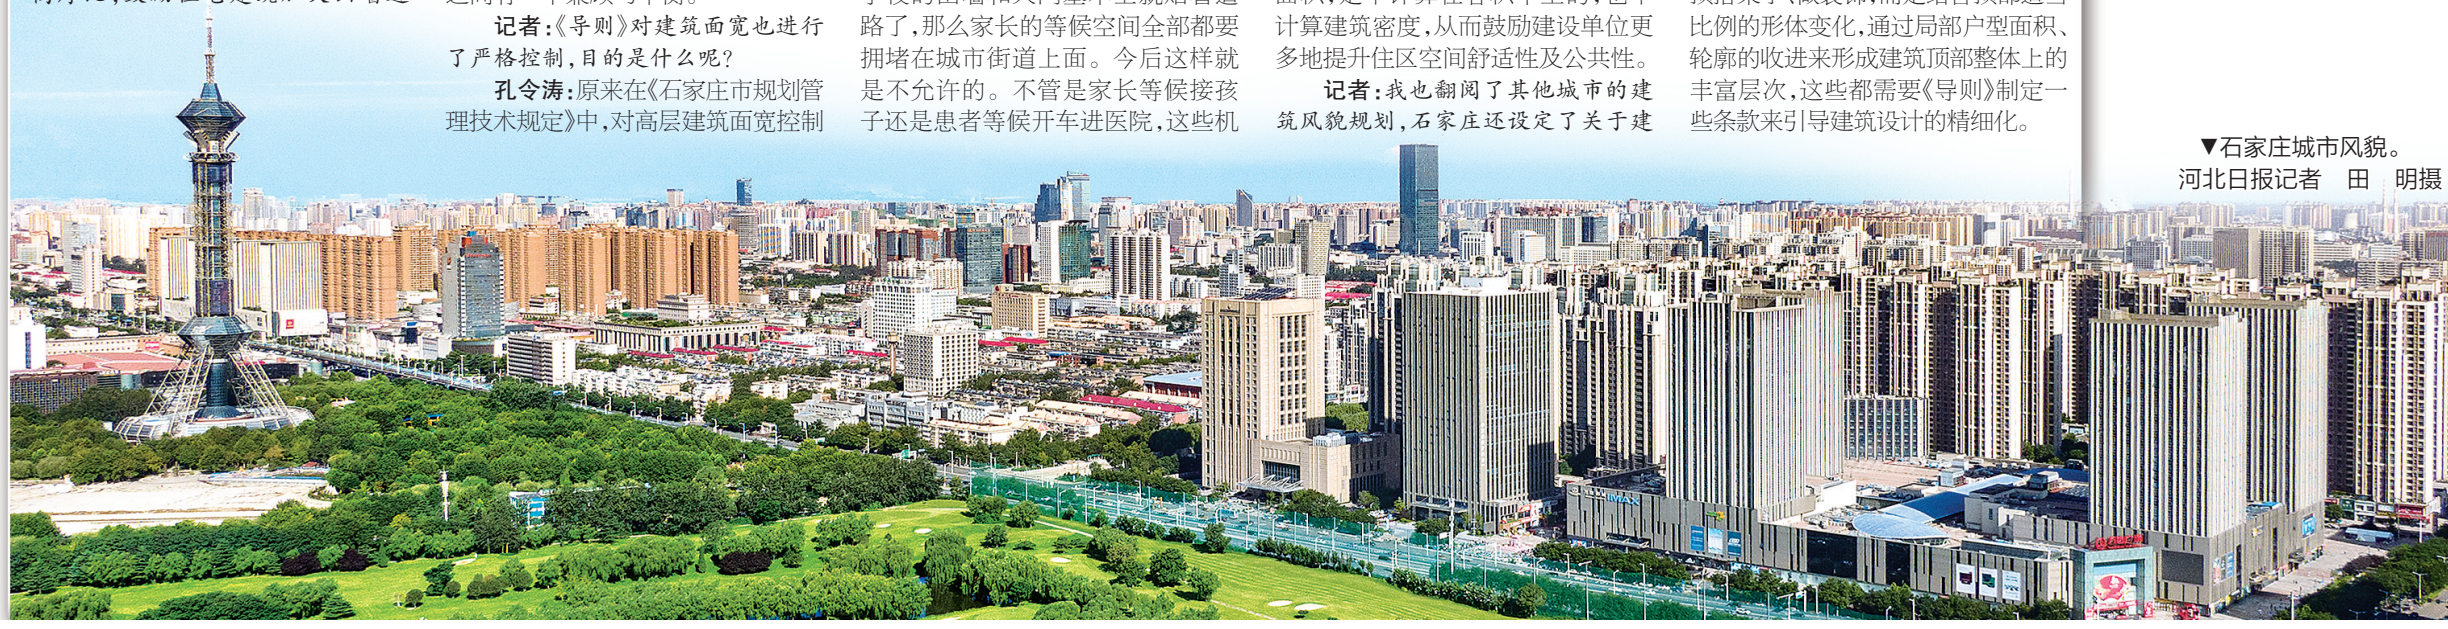 记者：《导则》对建筑面宽也进行
了严格控制，目的是什么呢？
孔令涛：原来在《石家庄市规划管
理技术规定》中，对高层建筑面宽控制
路了，那么家长的等候空间全部都要
拥堵在城市街道上面。今后这样就
是不允许的。不管是家长等候接孩
子还是患者等候开车进医院，这些机
计算建筑密度，从而鼓励建设单位更
多地提升住区空间舒适性及公共性。
记者：我也翻阅了其他城市的建
筑风貌规划，石家庄还设定了关于建
比例的形体变化，通过局部户型面积、
轮廓的收进来形成建筑顶部整体上的
丰富层次，这些都需要《导则》制定一
些条款来引导建筑设计的精细化。
▼石家庄城市风貌。
河北日报记者　田　明摄
IMAX